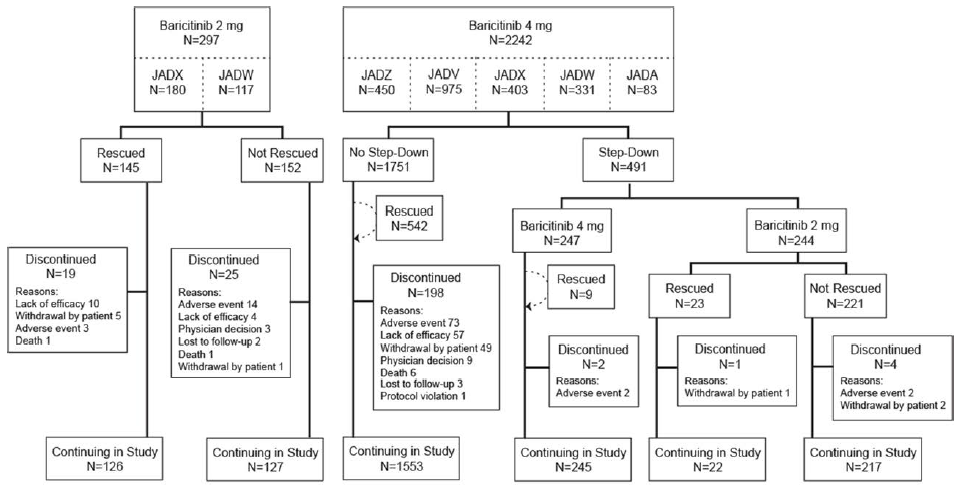 Baricitinib 2 mg
N=297
JADX
N=180
JADW
N=117
Baricitinib 4 mg
N=2242
JADZ
N=450
JADV
N=975
JADX
N=403
JADW
N=331
JADA
N=83
Rescued
N=145
Not Rescued
N=152
No Step-Down
N=1751
Step-Down
N=491
Rescued
N=542
Baricitinib 4 mg
N=247
Baricitinib 2 mg
N=244
Discontinued
N=19
Reasons:
Lack of efficacy 10
Withdrawal by patient 5
Adverse event 3
Death 1
Discontinued
N=25
Reasons:
Adverse event 14
Lack of efficacy 4
Physician decision 3
Lost to follow-up 2
Death 1
Withdrawal by patient 1
Discontinued
N=198
Reasons:
Adverse event 73
Lack of efficacy 57
Withdrawal by patient 49
Physician decision 9
Death 6
Lost to follow-up 3
Protocol violation 1
Rescued
N=9
Rescued
N=23
Not Rescued
N=221
Discontinued
N=2
Reasons:
Adverse event 2
Discontinued
N=1
Reasons:
Withdrawal by patient 1
Discontinued
N=4
Reasons:
Adverse event 2
Withdrawal by patient 2
Continuing in Study
N=126
Continuing in Study
N=127
Continuing in Study
N=1553
Continuing in Study
N=245
Continuing in Study
N=22
Continuing in Study
N=217